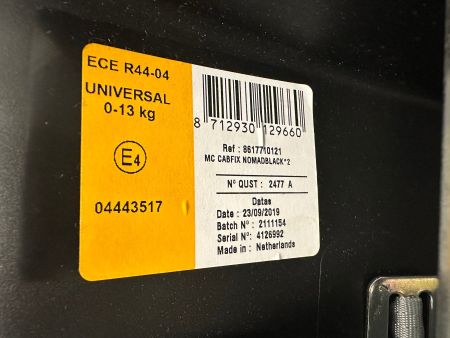 ECE R44-04
UNIVERSAL
0-13 kg
E4
04443517
8 712930 129660
Ref : 8617710121
MC CABFIX NOMADBLACK*2
N° QUST : 2477 A
Datas
Date : 23/09/2019
Batch N° : 2111154
Serial N°: 4126992
Made in : Netherlands